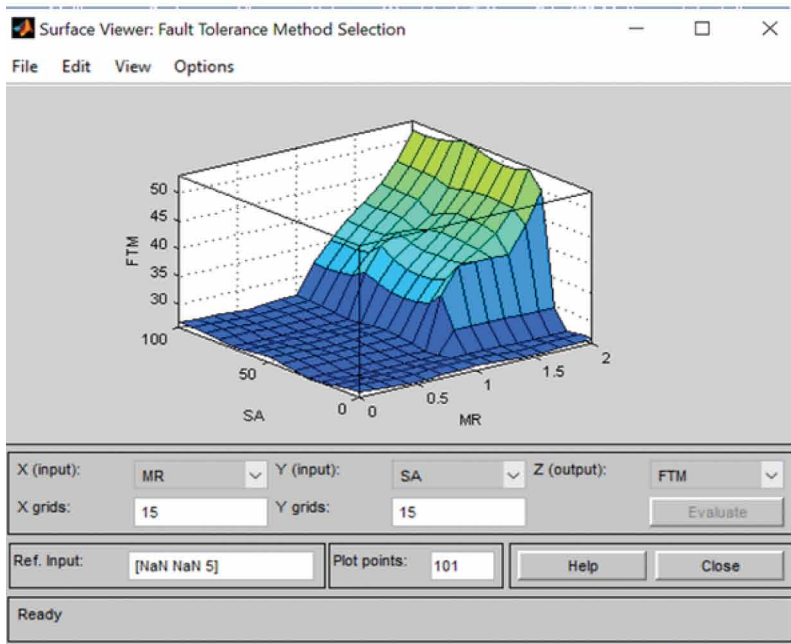 Surface Viewer: Fault Tolerance Method Selection
File Edit View Options
50
45
40
35
30
FTM
100
50
0
SA
0
0.5
1
1.5
2
MR
X (input): MR Y (input): SA Z (output): FTM
X grids: 15 Y grids: 15 Evaluate
Ref. Input: [NaN NaN 5] Plot points: 101 Help Close
Ready